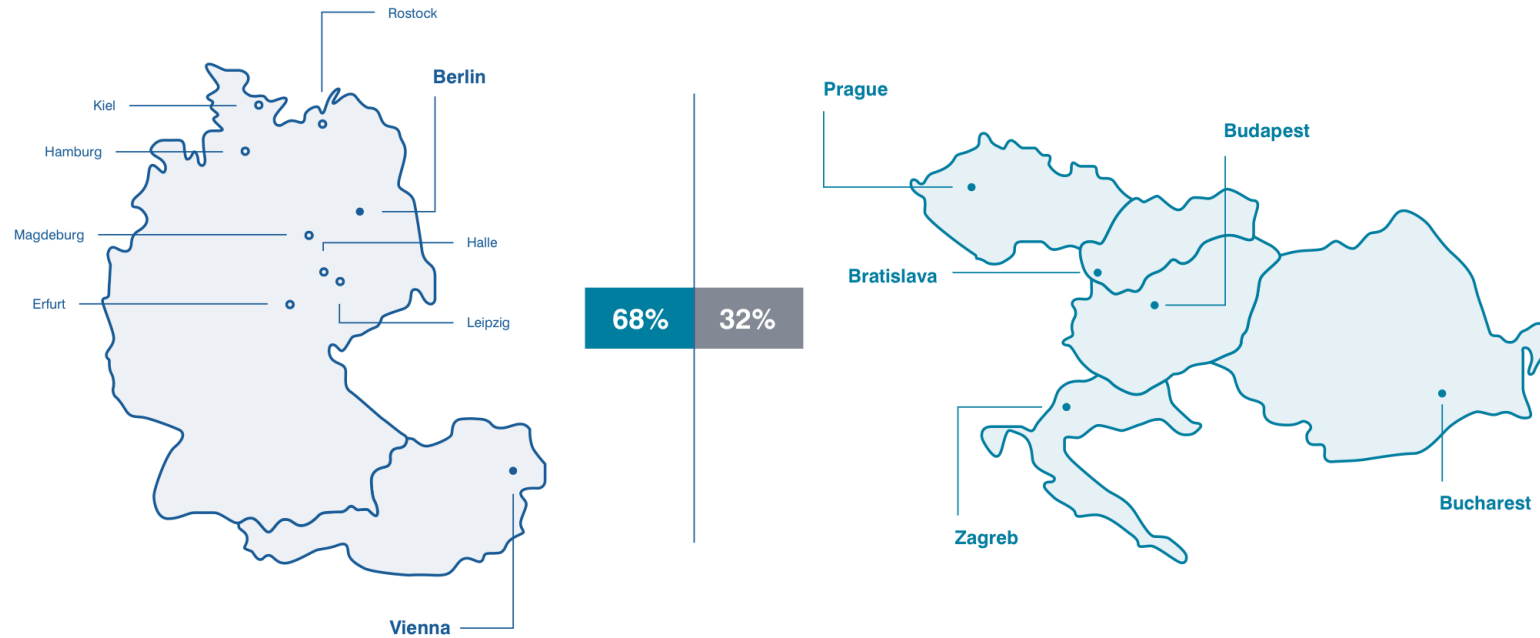 Rostock
Berlin
Kiel
Hamburg
Magdeburg
Halle
Erfurt
Leipzig
Vienna
68%
32%
Prague
Budapest
Bratislava
Zagreb
Bucharest